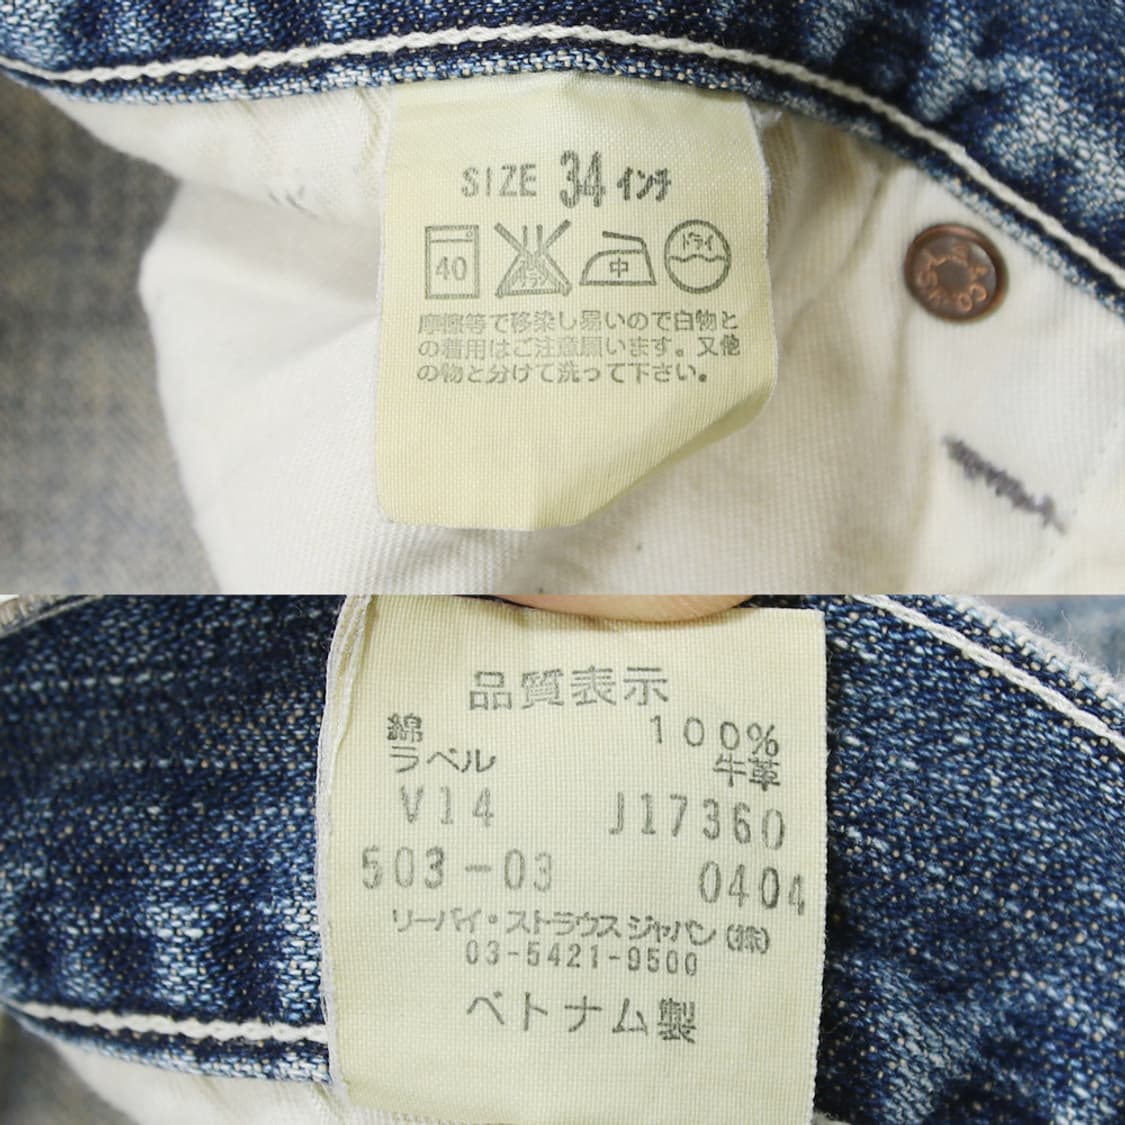 SIZE 34 インチ
40 中 ドライ
摩擦等で移染し易いので白物と
の着用はご注意願います。又他
の物と分けて洗って下さい。
品質表示
綿 100%
ラベル 牛革
V14 J17360
503-03 0404
リーバイ・ストラウス ジャパン(株)
03-5421-9500
ベトナム製